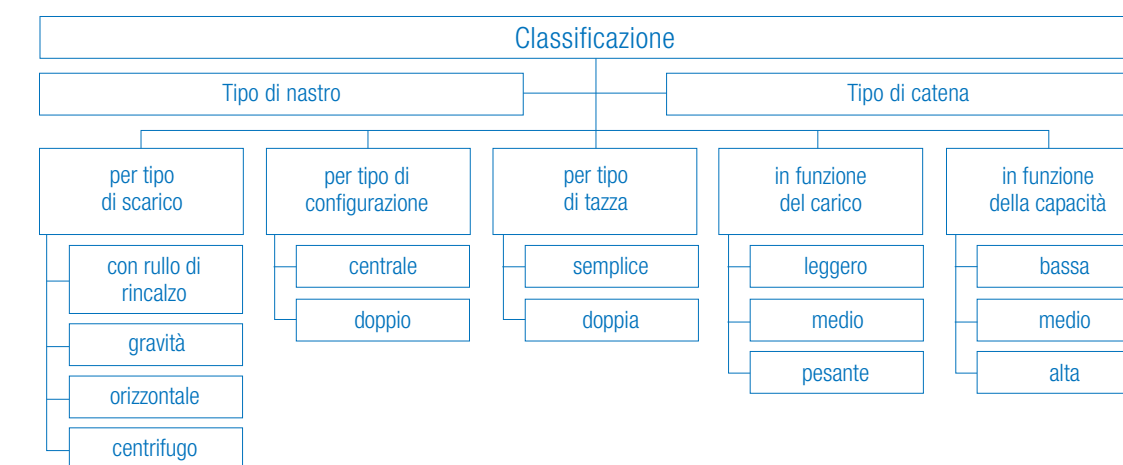 Classificazione
Tipo di nastro
Tipo di catena
per tipo
di scarico
per tipo di
configurazione
per tipo
di tazza
in funzione
del carico
in funzione
della capacità
con rullo di
rincalzo
gravità
orizzontale
centrifugo
centrale
doppio
semplice
doppia
leggero
medio
pesante
bassa
medio
alta